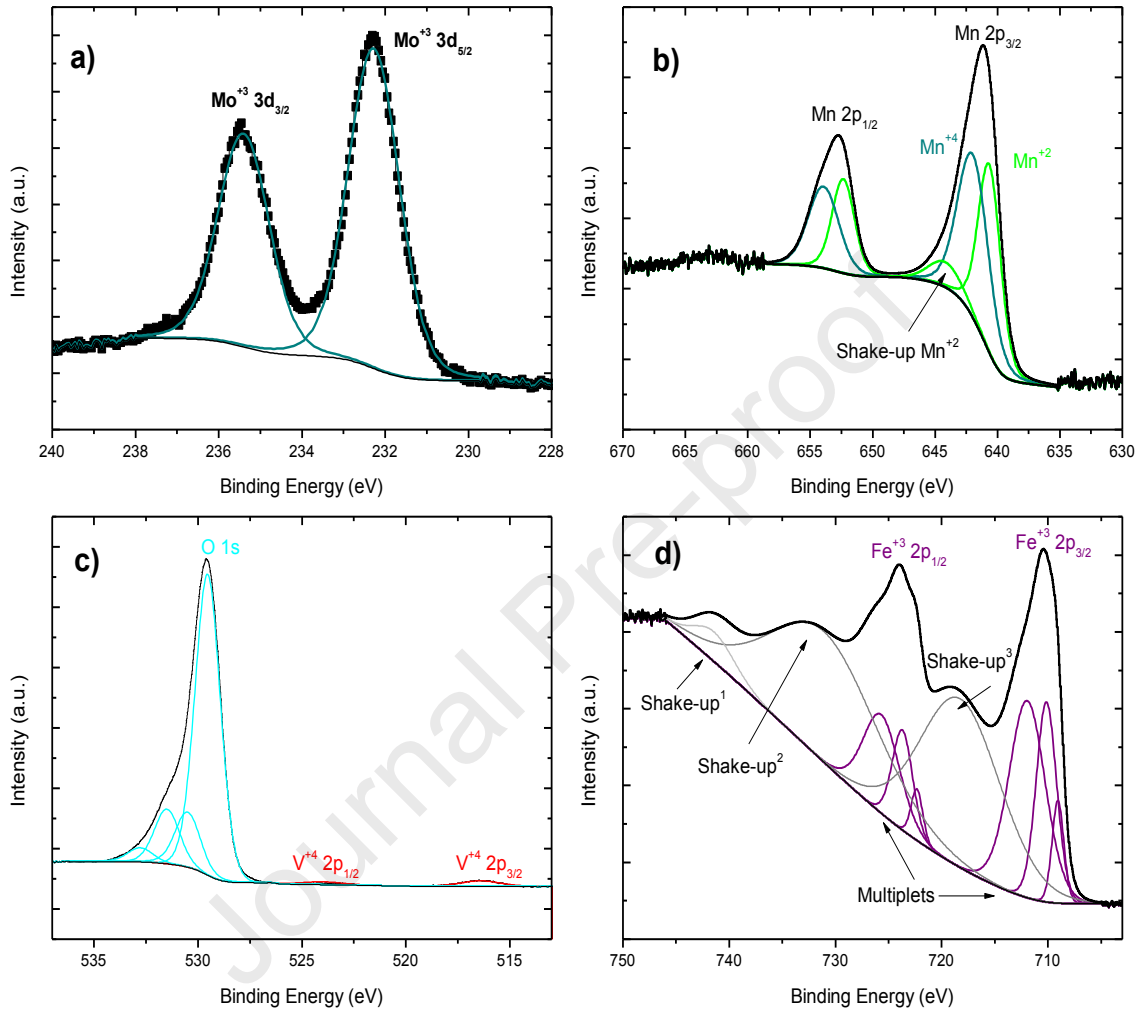 a)
Mo⁺³ 3d₃/₂
Mo⁺³ 3d₅/₂
Intensity (a.u.)
240 238 236 234 232 230 228
Binding Energy (eV)
b)
Mn 2p₃/₂
Mn 2p₁/₂
Mn⁺⁴
Mn⁺²
Shake-up Mn⁺²
Intensity (a.u.)
670 665 660 655 650 645 640 635 630
Binding Energy (eV)
c)
O 1s
V⁺⁴ 2p₁/₂
V⁺⁴ 2p₃/₂
Intensity (a.u.)
535 530 525 520 515
Binding Energy (eV)
d)
Fe⁺³ 2p₁/₂
Fe⁺³ 2p₃/₂
Shake-up³
Shake-up¹
Shake-up²
Multiplets
Intensity (a.u.)
750 740 730 720 710
Binding Energy (eV)
Journal Pre-proof